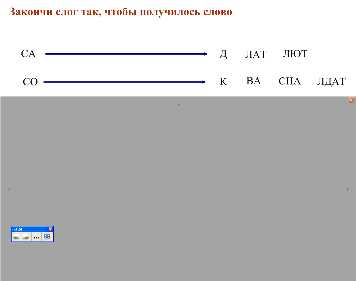 Закончи слог так, чтобы получилось слово
СА Д ЛАТ ЛЮТ
СО К ВА СНА ЛДАТ